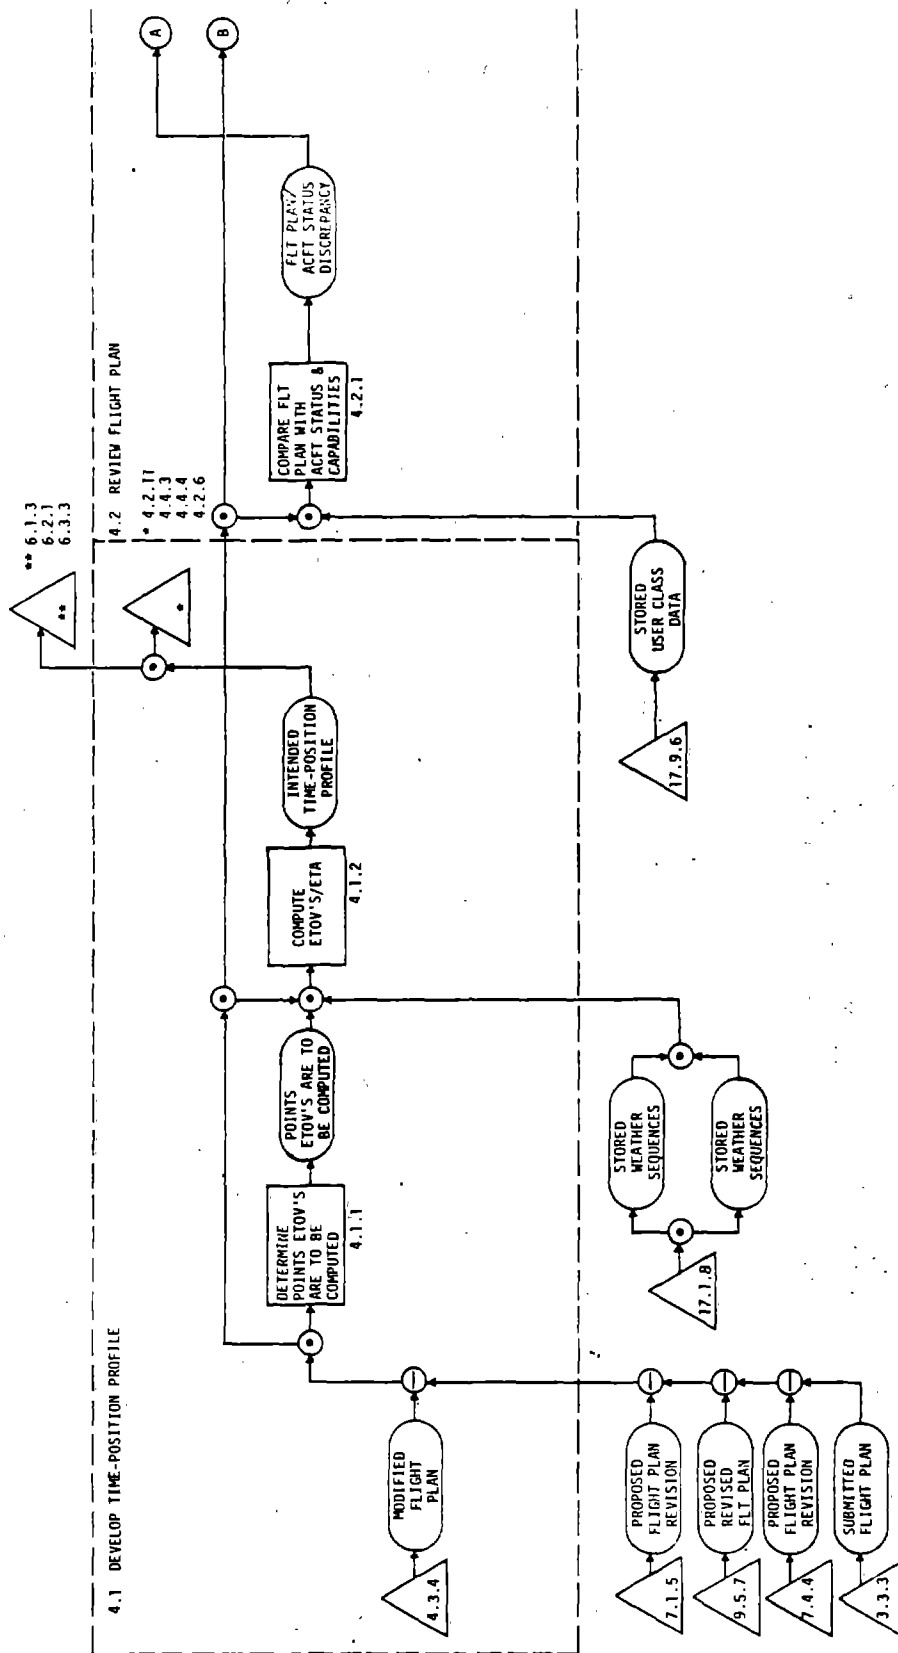 4.1 DEVELOP TIME-POSITION PROFILE
4.2 REVIEW FLIGHT PLAN
** 6.1.3
6.2.1
6.3.3
* 4.2.11
4.4.3
4.4.4
4.2.6
**
*
A
B
DETERMINE
POINTS ETOV'S
ARE TO BE
COMPUTED
4.1.1
POINTS
ETOV'S ARE TO
BE COMPUTED
COMPUTE
ETOV'S/ETA
4.1.2
INTENDED
TIME-POSITION
PROFILE
COMPARE FLT
PLAN WITH
ACFT STATUS &
CAPABILITIES
4.2.1
FLT PLAN/
ACFT STATUS
DISCREPANCY
4.3.4
MODIFIED
FLIGHT
PLAN
7.1.5
PROPOSED
FLIGHT PLAN
REVISION
9.5.7
PROPOSED
REVISED
FLT PLAN
7.4.4
PROPOSED
FLIGHT PLAN
REVISION
3.3.3
SUBMITTED
FLIGHT PLAN
17.1.8
STORED
WEATHER
SEQUENCES
STORED
WEATHER
SEQUENCES
17.9.6
STORED
USER CLASS
DATA